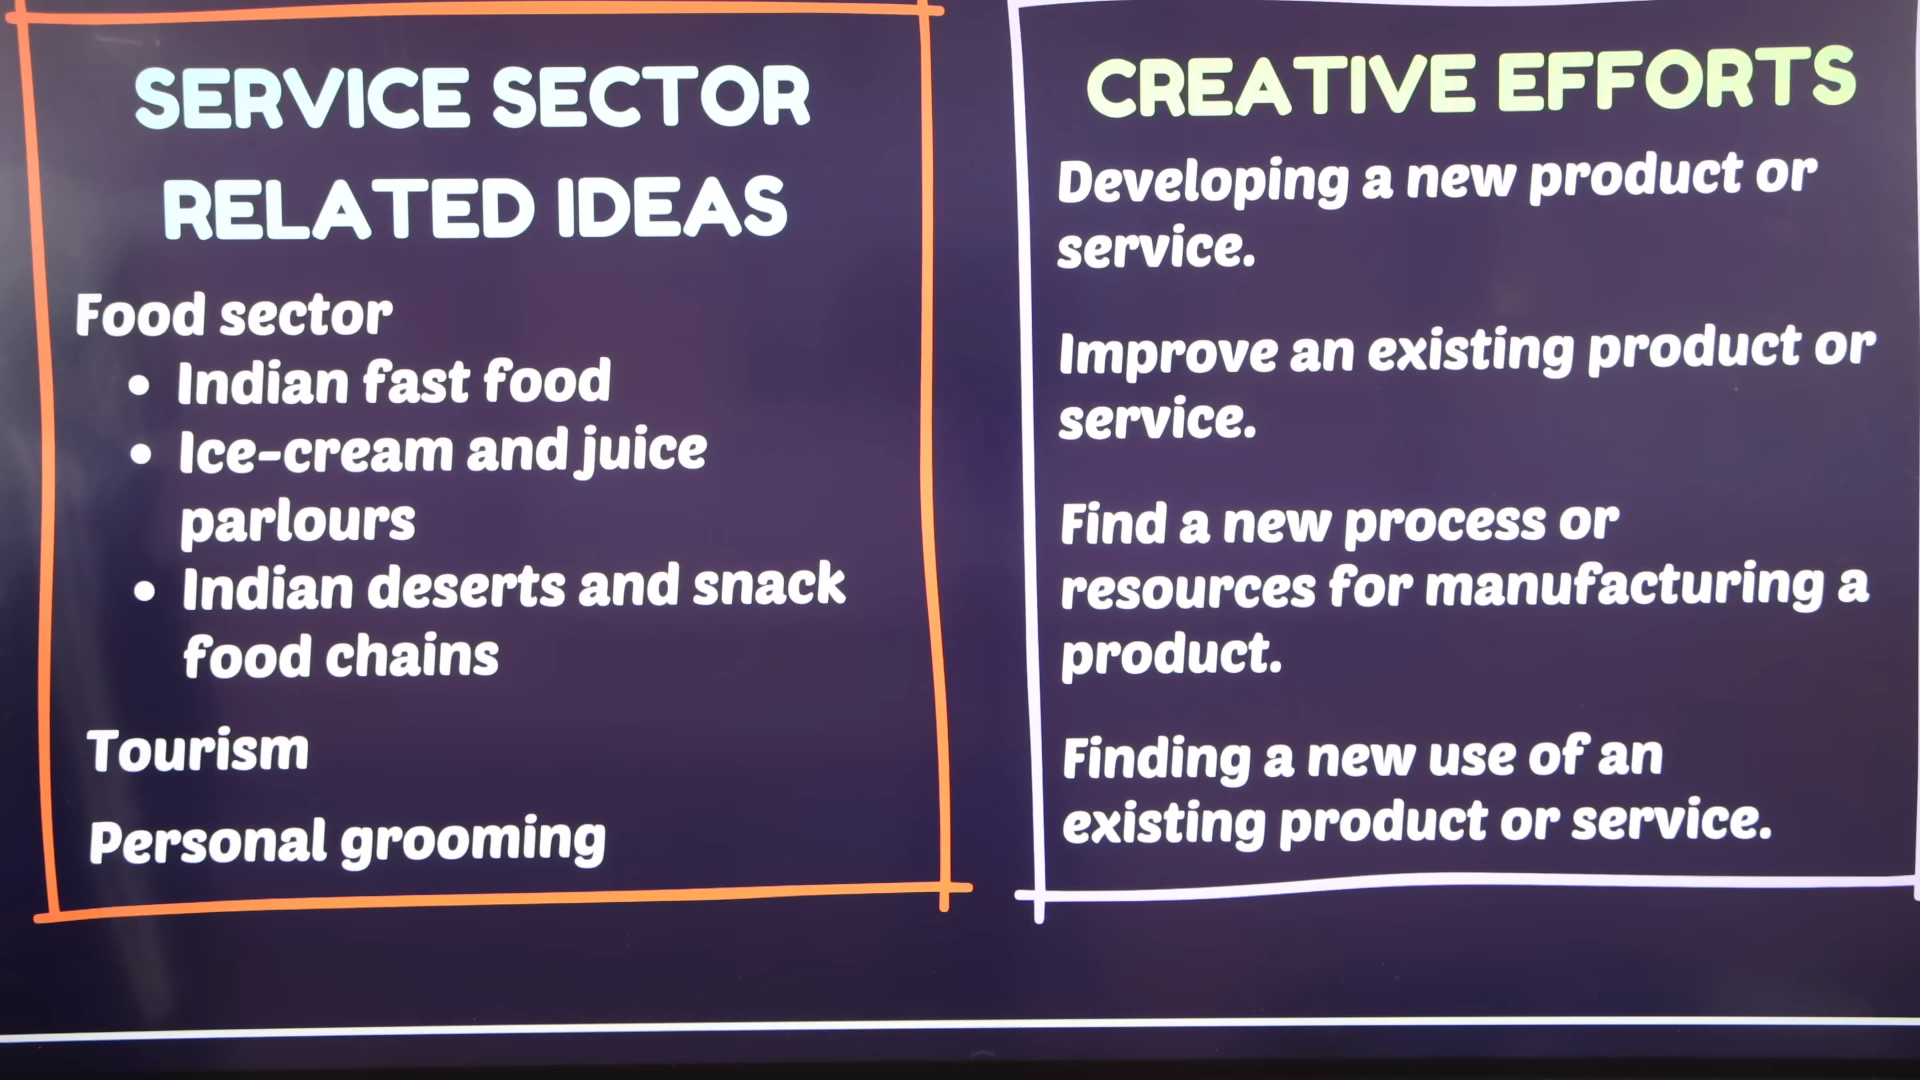 SERVICE SECTOR
RELATED IDEAS
Food sector
• Indian fast food
• Ice-cream and juice
parlours
• Indian deserts and snack
food chains
Tourism
Personal grooming
CREATIVE EFFORTS
Developing a new product or
service.
Improve an existing product or
service.
Find a new process or
resources for manufacturing a
product.
Finding a new use of an
existing product or service.